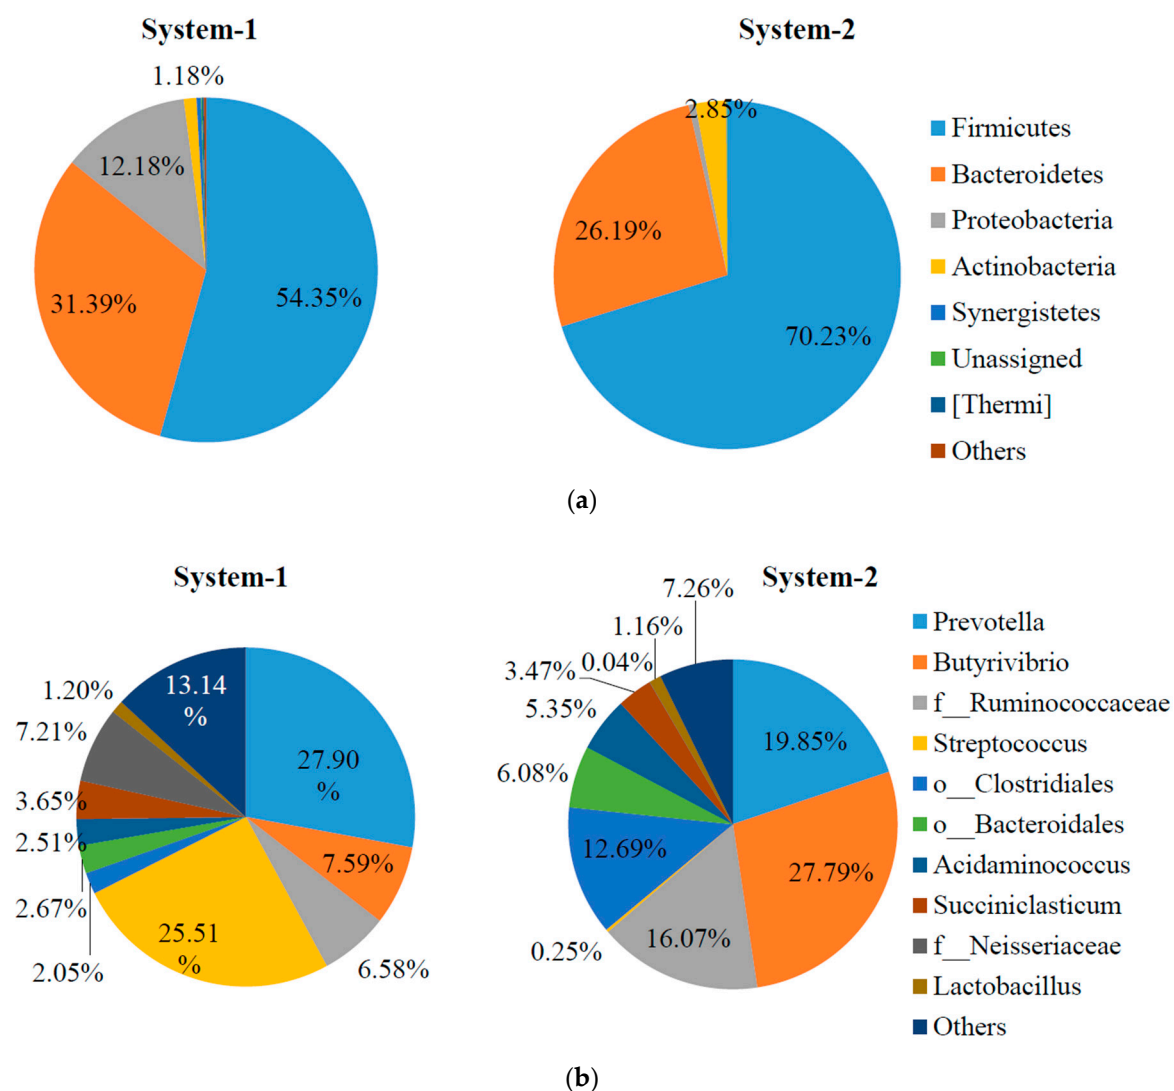 System-1
System-2
1.18%
2.85%
12.18%
31.39%
54.35%
26.19%
70.23%
Firmicutes
Bacteroidetes
Proteobacteria
Actinobacteria
Synergistetes
Unassigned
[Thermi]
Others
(a)
System-1
System-2
13.14
%
1.20%
7.21%
3.65%
2.51%
2.67%
2.05%
25.51
%
6.58%
7.59%
27.90
%
7.26%
1.16%
0.04%
3.47%
5.35%
6.08%
12.69%
0.25%
16.07%
27.79%
19.85%
Prevotella
Butyrivibrio
f__Ruminococcaceae
Streptococcus
o__Clostridiales
o__Bacteroidales
Acidaminococcus
Succiniclasticum
f__Neisseriaceae
Lactobacillus
Others
(b)